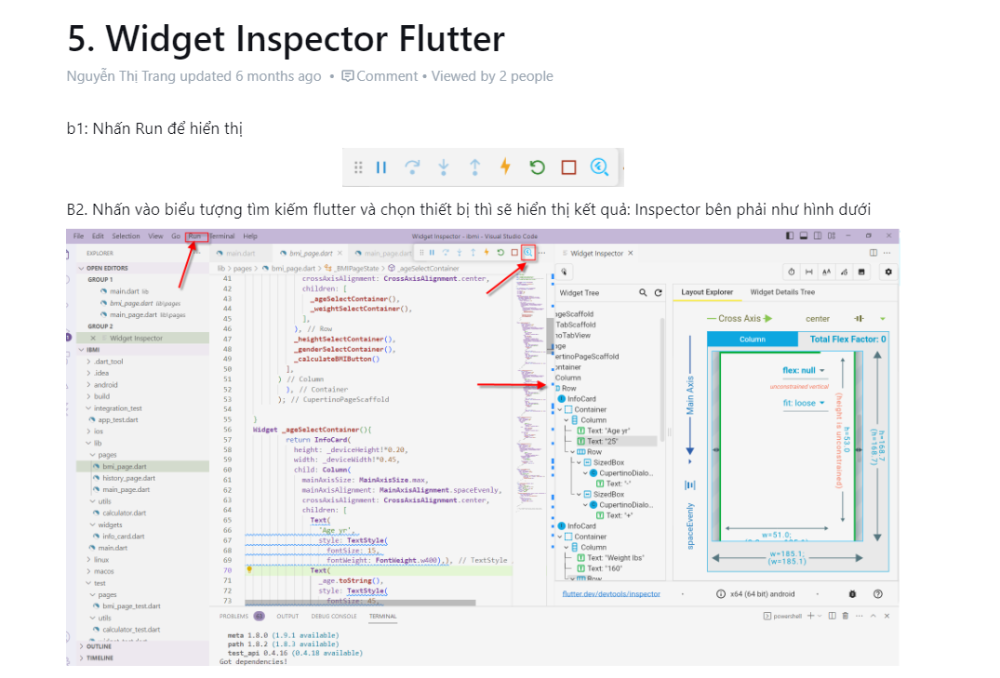 5. Widget Inspector Flutter
Nguyễn Thị Trang updated 6 months ago • Comment • Viewed by 2 people
b1: Nhấn Run để hiển thị
B2. Nhấn vào biểu tượng tìm kiếm flutter và chọn thiết bị thì sẽ hiển thị kết quả: Inspector bên phải như hình dưới
File Edit Selection View Go Run Terminal Help
Widget Inspector - ibmi - Visual Studio Code
EXPLORER
OPEN EDITORS
GROUP 1
main.dart lib
bmi_page.dart lib\pages
main_page.dart lib\pages
GROUP 2
Widget Inspector
IBMI
.dart_tool
.idea
android
build
integration_test
app_test.dart
ios
lib
pages
bmi_page.dart
history_page.dart
main_page.dart
utils
calculator.dart
widgets
info_card.dart
main.dart
linux
macos
test
pages
bmi_page_test.dart
utils
calculator_test.dart
OUTLINE
TIMELINE
main.dart bmi_page.dart main_page.dart
lib > pages > bmi_page.dart > _BMIPageState > _ageSelectContainer
41 crossAxisAlignment: CrossAxisAlignment.center,
42 children: [
43 _ageSelectContainer(),
44 _weightSelectContainer(),
45 ],
46 ), // Row
47 _heightSelectContainer(),
48 _genderSelectContainer(),
49 _calculateBMIButton()
50 ],
51 ) // Column
52 ), // Container
53 ); // CupertinoPageScaffold
54
55 }
56 Widget _ageSelectContainer(){
57 return InfoCard(
58 height: _deviceHeight!*0.20,
59 width: _deviceWidth!*0.45,
60 child: Column(
61 mainAxisSize: MainAxisSize.max,
62 mainAxisAlignment: MainAxisAlignment.spaceEvenly,
63 crossAxisAlignment: CrossAxisAlignment.center,
64 children: [
65 Text(
66 'Age yr',
67 style: TextStyle(
68 fontSize: 15,
69 fontWeight: FontWeight.w400),), // TextStyle
70 Text(
71 _age.toString(),
72 style: TextStyle(
73 fontSize: 45,
PROBLEMS OUTPUT DEBUG CONSOLE TERMINAL
powershell
meta 1.8.0 (1.9.1 available)
path 1.8.2 (1.8.3 available)
test_api 0.4.16 (0.4.18 available)
Got dependencies!
Widget Inspector
Widget Tree
ageScaffold
TabScaffold
noTabView
age
ertinoPageScaffold
ontainer
Column
Row
InfoCard
Container
Column
Text: "Age yr"
Text: "25"
Row
SizedBox
CupertinoDialo...
Text: "-"
SizedBox
CupertinoDialo...
Text: "+"
InfoCard
Container
Column
Text: "Weight lbs"
Text: "160"
Row
Layout Explorer Widget Details Tree
Cross Axis center
Column Total Flex Factor: 0
flex: null
unconstrained vertical
fit: loose
Main Axis
spaceEvenly
(height is unconstrained)
h=53.0
h=168.7
(h=168.7)
w=51.0;
w=185.1;
(w=185.1)
flutter.dev/devtools/inspector
x64 (64 bit) android